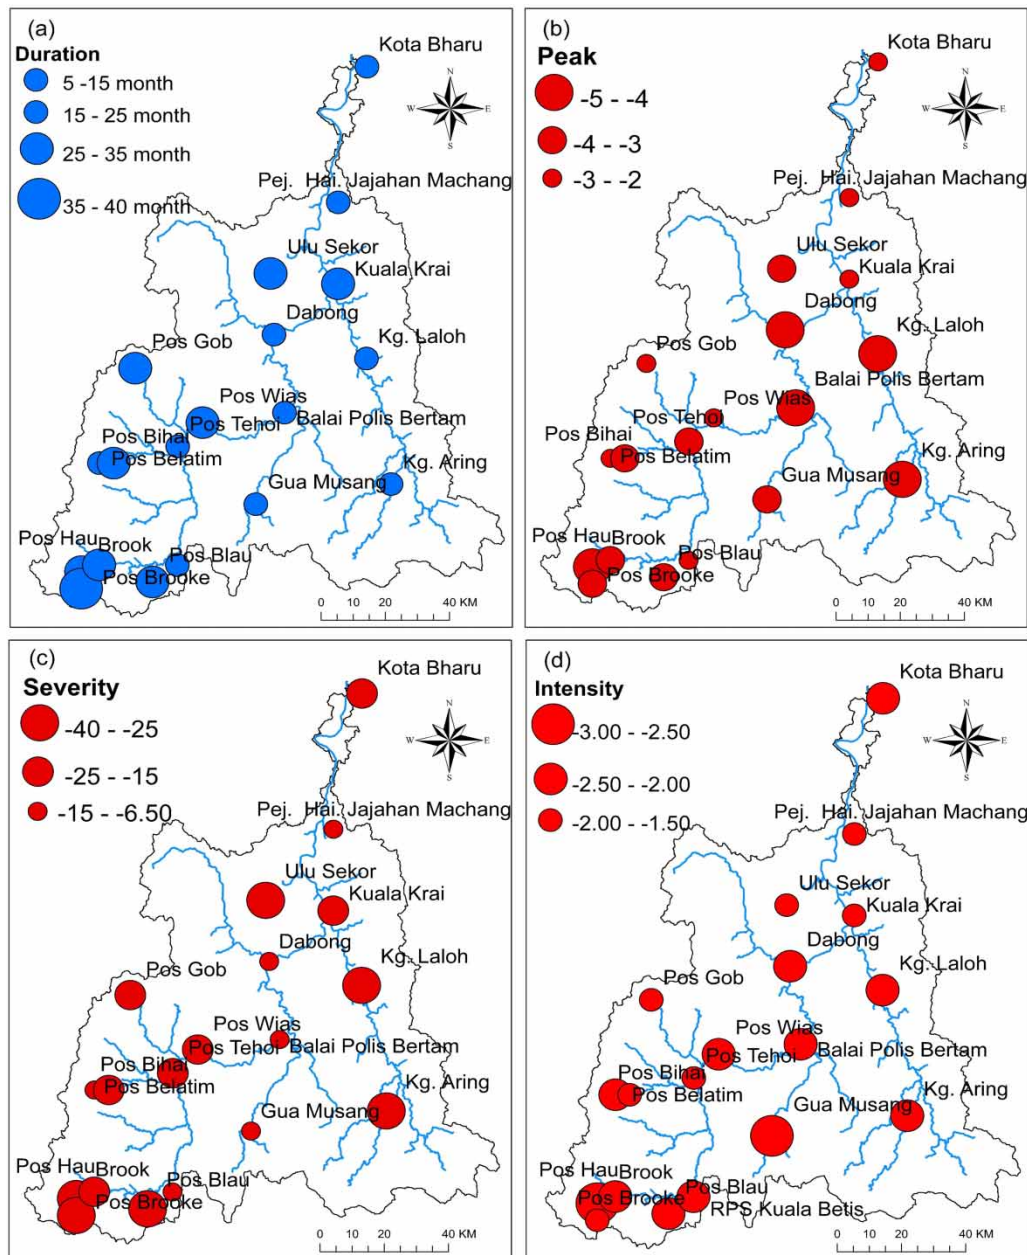 (a)
Duration
5 -15 month
15 - 25 month
25 - 35 month
35 - 40 month
Kota Bharu
N
W E
S
Pej. Hai. Jajahan Machang
Ulu Sekor
Kuala Krai
Dabong
Kg. Laloh
Pos Gob
Pos Wias
Balai Polis Bertam
Pos Tehoi
Pos Bihai
Pos Belatim
Kg. Aring
Gua Musang
Pos Hau
Brook
Pos Blau
Pos Brooke
0 10 20 40 KM
(b)
Peak
-5 - -4
-4 - -3
-3 - -2
Kota Bharu
N
W E
S
Pej. Hai. Jajahan Machang
Ulu Sekor
Kuala Krai
Dabong
Kg. Laloh
Pos Gob
Balai Polis Bertam
Pos Wias
Pos Tehoi
Pos Bihai
Pos Belatim
Kg. Aring
Gua Musang
Pos Hau
Brook
Pos Blau
Pos Brooke
0 10 20 40 KM
(c)
Severity
-40 - -25
-25 - -15
-15 - -6.50
Kota Bharu
N
W E
S
Pej. Hai. Jajahan Machang
Ulu Sekor
Kuala Krai
Dabong
Kg. Laloh
Pos Gob
Pos Wias
Pos Tehoi
Balai Polis Bertam
Pos Bihai
Pos Belatim
Kg. Aring
Gua Musang
Pos Hau
Brook
Pos Blau
Pos Brooke
0 10 20 40 KM
(d)
Intensity
-3.00 - -2.50
-2.50 - -2.00
-2.00 - -1.50
Kota Bharu
N
W E
S
Pej. Hai. Jajahan Machang
Ulu Sekor
Kuala Krai
Dabong
Kg. Laloh
Pos Gob
Pos Wias
Balai Polis Bertam
Pos Tehoi
Pos Bihai
Pos Belatim
Kg. Aring
Gua Musang
Pos Hau
Brook
Pos Blau
Pos Brooke
RPS Kuala Betis
0 10 20 40 KM